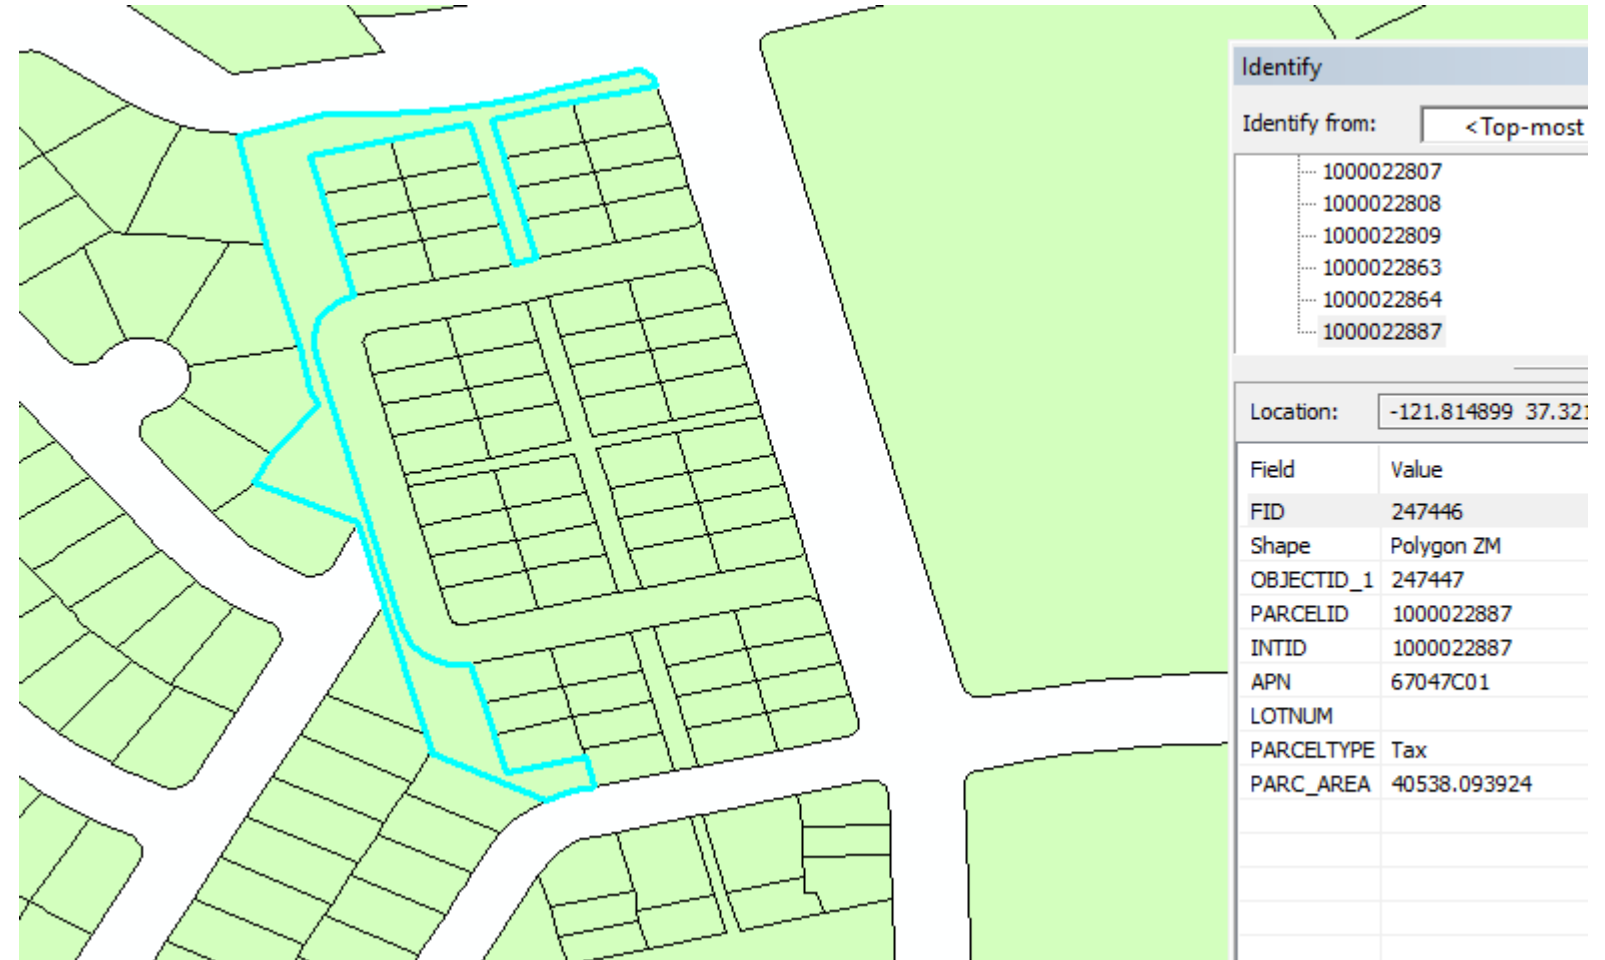 Identify
Identify from: <Top-most
1000022807
1000022808
1000022809
1000022863
1000022864
1000022887
Location: -121.814899 37.321
Field Value
FID 247446
Shape Polygon ZM
OBJECTID_1 247447
PARCELID 1000022887
INTID 1000022887
APN 67047C01
LOTNUM
PARCELTYPE Tax
PARC_AREA 40538.093924